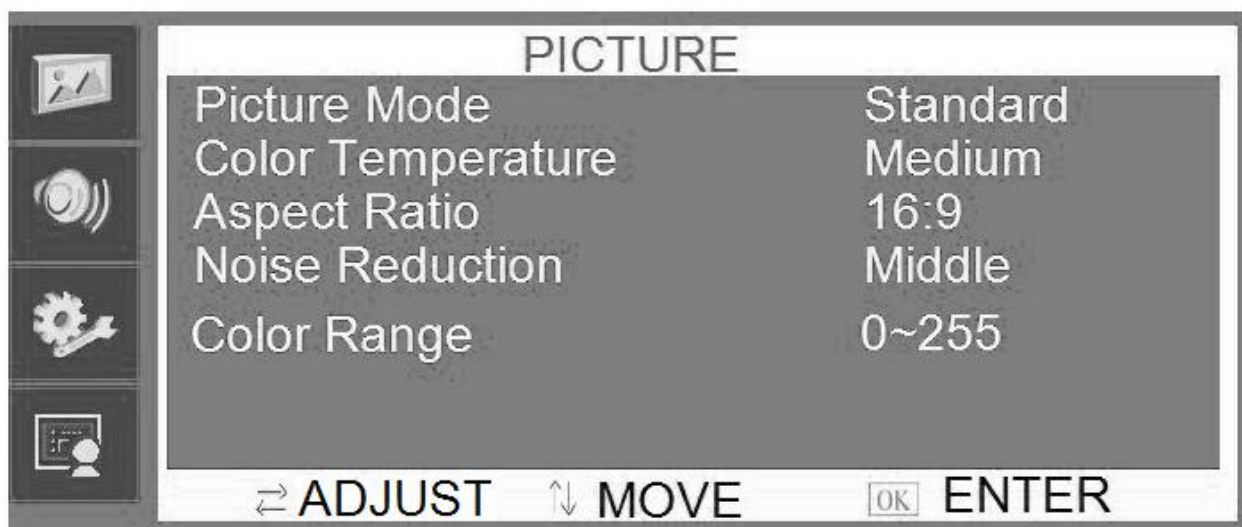 PICTURE
Picture Mode Standard
Color Temperature Medium
Aspect Ratio 16:9
Noise Reduction Middle
Color Range 0~255
⇄ ADJUST ↑↓ MOVE OK ENTER